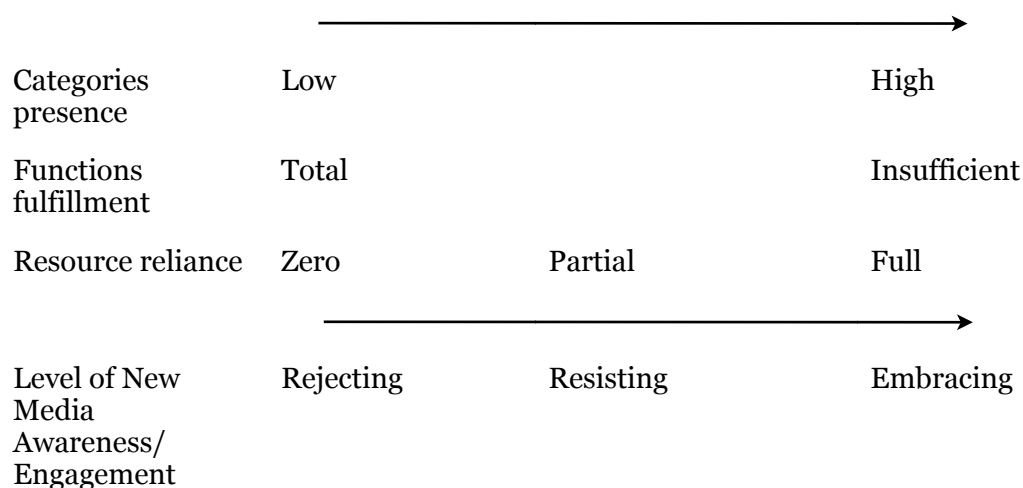 Categories presence Low High
Functions fulfillment Total Insufficient
Resource reliance Zero Partial Full
Level of New Media Awareness/ Engagement Rejecting Resisting Embracing